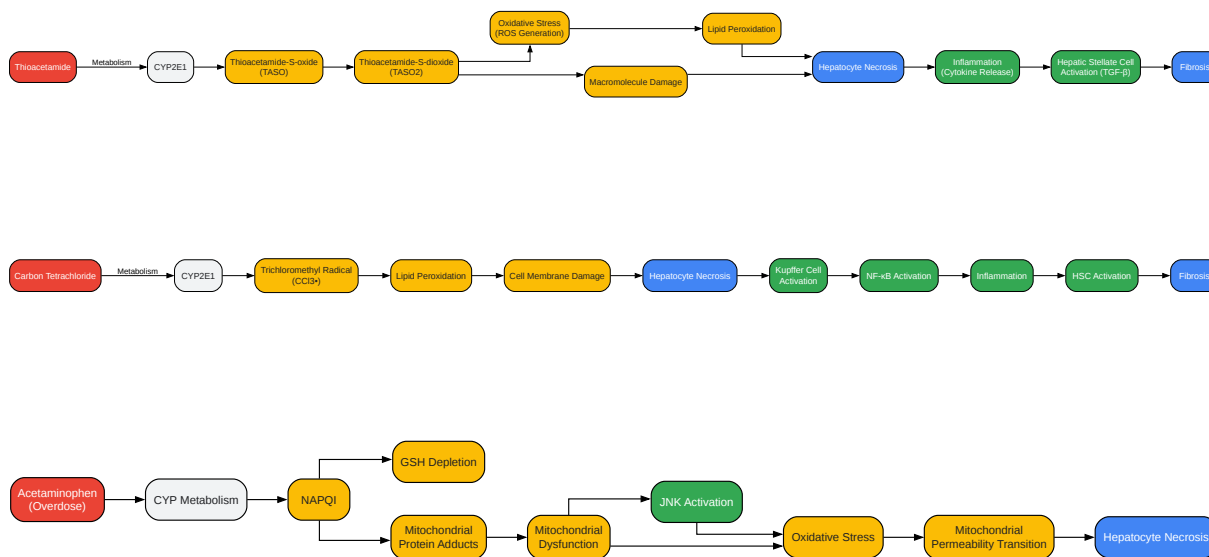 Thioacetamide
Metabolism
CYP2E1
Thioacetamide-S-oxide
(TASO)
Thioacetamide-S-dioxide
(TASO2)
Oxidative Stress
(ROS Generation)
Lipid Peroxidation
Macromolecule Damage
Hepatocyte Necrosis
Inflammation
(Cytokine Release)
Hepatic Stellate Cell
Activation (TGF-β)
Fibrosis
Carbon Tetrachloride
Metabolism
CYP2E1
Trichloromethyl Radical
(CCl3•)
Lipid Peroxidation
Cell Membrane Damage
Hepatocyte Necrosis
Kupffer Cell
Activation
NF-κB Activation
Inflammation
HSC Activation
Fibrosis
Acetaminophen
(Overdose)
CYP Metabolism
NAPQI
GSH Depletion
Mitochondrial
Protein Adducts
Mitochondrial
Dysfunction
JNK Activation
Oxidative Stress
Mitochondrial
Permeability Transition
Hepatocyte Necrosis